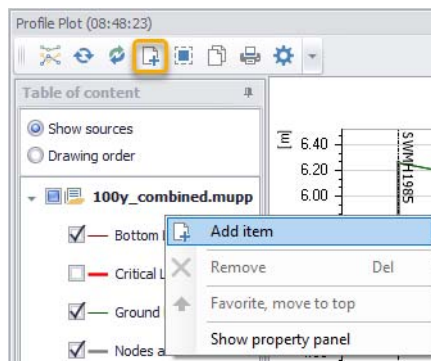 Profile Plot (08:48:23)
Table of content
Show sources
Drawing order
100y_combined.mupp
Bottom
Critical L
Ground
Nodes a
Add item
Remove Del
Favorite, move to top
Show property panel
[m]
6.40
6.20
6.00
SWMH1985